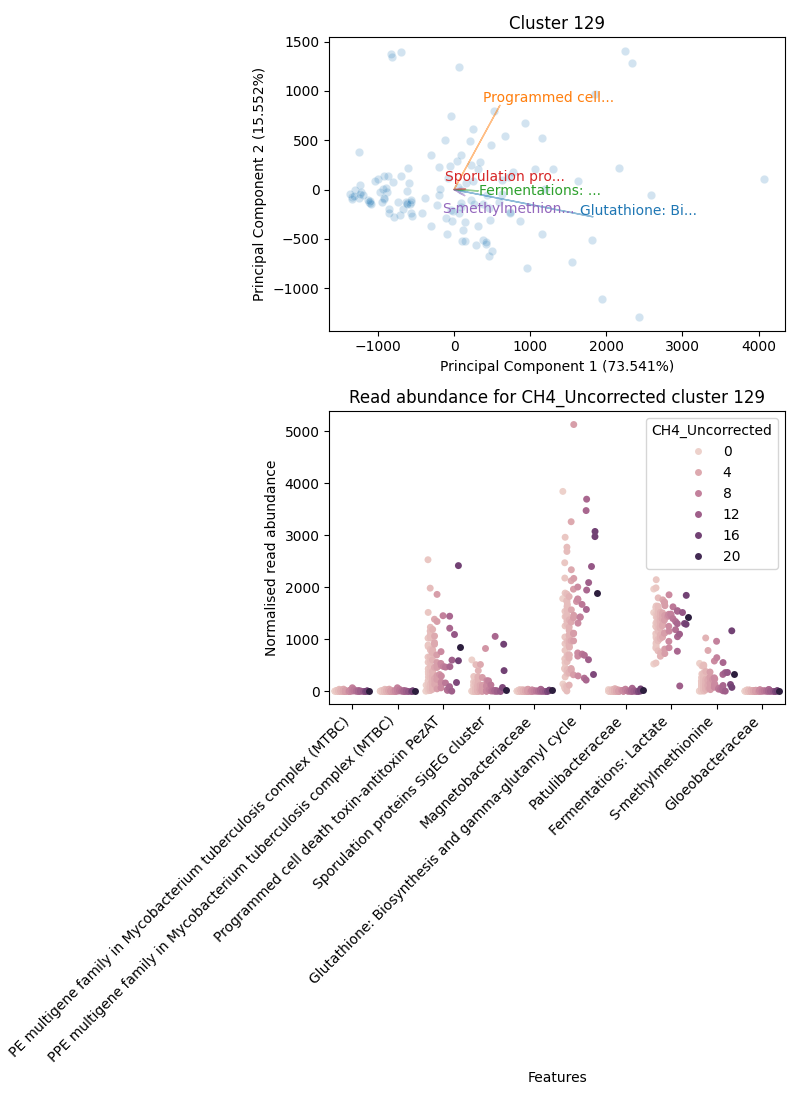 Cluster 129
1500
1000
500
0
−500
−1000
Principal Component 2 (15.552%)
Programmed cell...
Sporulation pro...
Fermentations: ...
S-methylmethion...
Glutathione: Bi...
−1000
0
1000
2000
3000
4000
Principal Component 1 (73.541%)
Read abundance for CH4_Uncorrected cluster 129
5000
4000
3000
2000
1000
0
Normalised read abundance
CH4_Uncorrected
0
4
8
12
16
20
PE multigene family in Mycobacterium tuberculosis complex (MTBC)
PPE multigene family in Mycobacterium tuberculosis complex (MTBC)
Programmed cell death toxin-antitoxin PezAT
Sporulation proteins SigEG cluster
Magnetobacteriaceae
Glutathione: Biosynthesis and gamma-glutamyl cycle
Patulibacteraceae
Fermentations: Lactate
S-methylmethionine
Gloeobacteraceae
Features